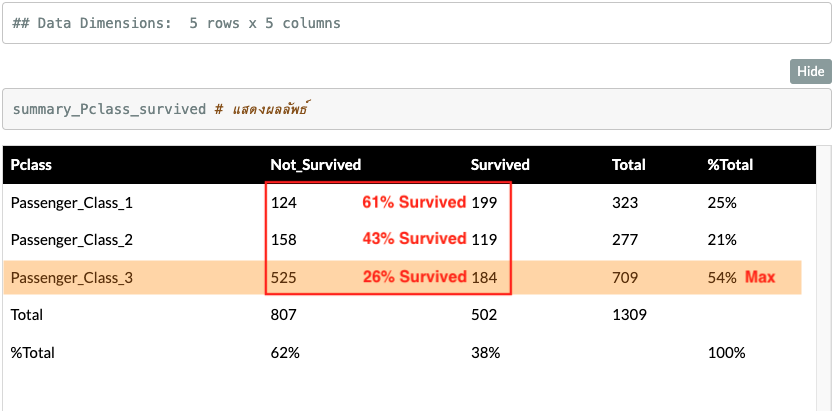 ## Data Dimensions:  5 rows x 5 columns
Hide
summary_Pclass_survived # แสดงผลลัพธ์
Pclass Not_Survived Survived Total %Total
Passenger_Class_1 124 61% Survived 199 323 25%
Passenger_Class_2 158 43% Survived 119 277 21%
Passenger_Class_3 525 26% Survived 184 709 54% Max
Total 807 502 1309
%Total 62% 38% 100%